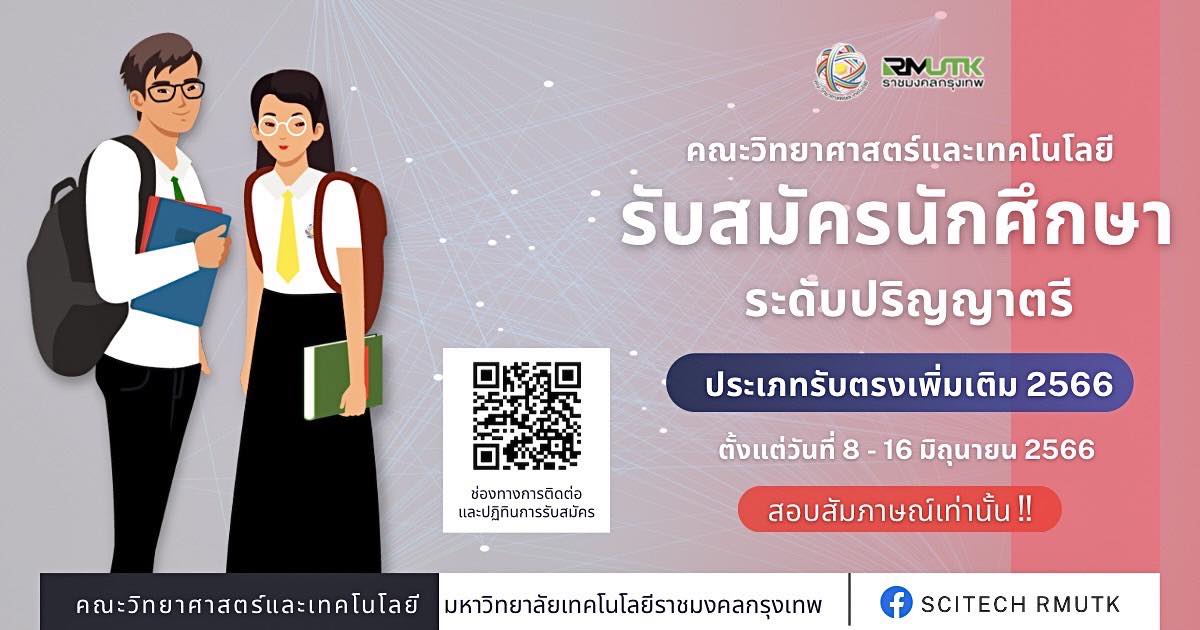 RMUTK
ราชมงคลกรุงเทพ
คณะวิทยาศาสตร์และเทคโนโลยี
รับสมัครนักศึกษา
ระดับปริญญาตรี
ประเภทรับตรงเพิ่มเติม 2566
ตั้งแต่วันที่ 8 - 16 มิถุนายน 2566
สอบสัมภาษณ์เท่านั้น !!
ช่องทางการติดต่อ
และปฏิทินการรับสมัคร
คณะวิทยาศาสตร์และเทคโนโลยี
มหาวิทยาลัยเทคโนโลยีราชมงคลกรุงเทพ
SCITECH RMUTK